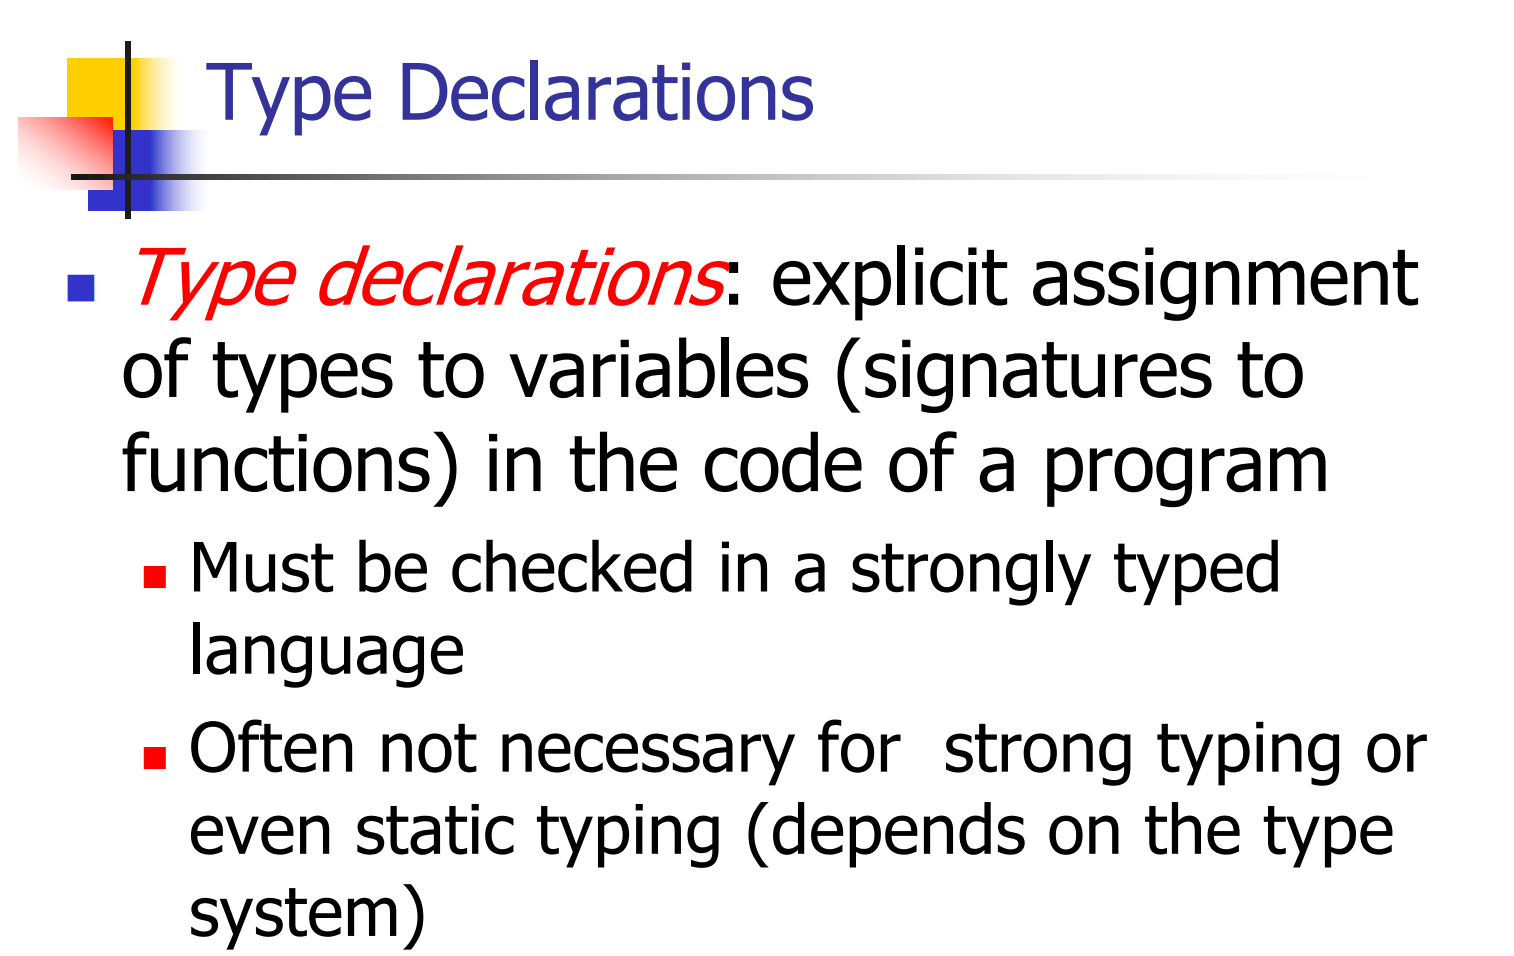 Type Declarations
Type declarations: explicit assignment
of types to variables (signatures to
functions) in the code of a program
Must be checked in a strongly typed
language
Often not necessary for  strong typing or
even static typing (depends on the type
system)